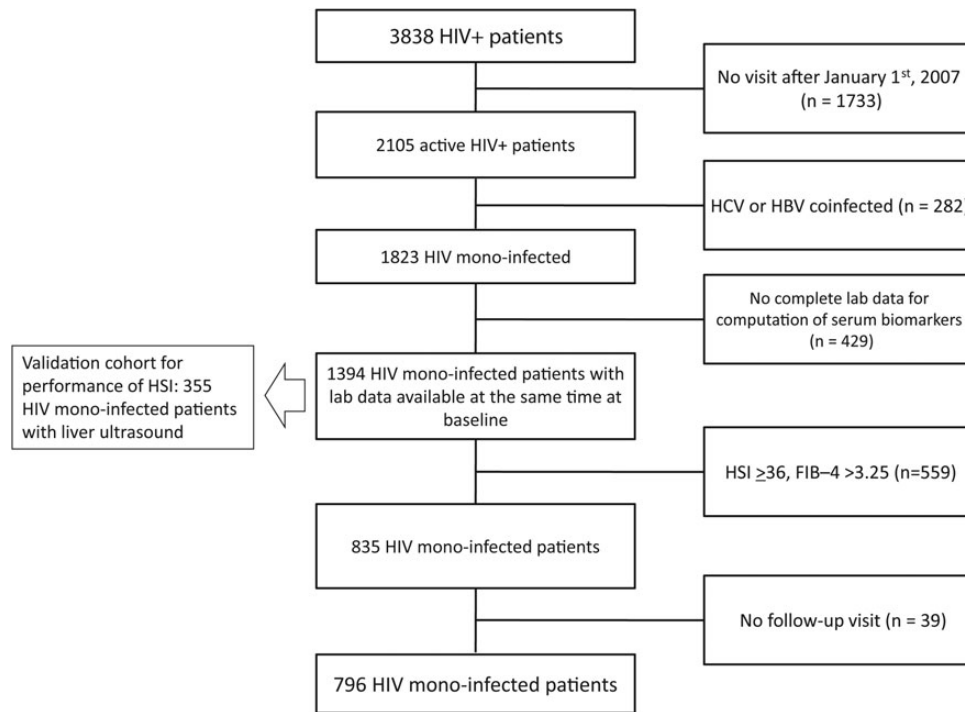 3838 HIV+ patients
No visit after January 1st, 2007
(n = 1733)
2105 active HIV+ patients
HCV or HBV coinfected (n = 282)
1823 HIV mono-infected
No complete lab data for
computation of serum biomarkers
(n = 429)
Validation cohort for
performance of HSI: 355
HIV mono-infected patients
with liver ultrasound
1394 HIV mono-infected patients with
lab data available at the same time at
baseline
HSI ≥36, FIB–4 >3.25 (n=559)
835 HIV mono-infected patients
No follow-up visit (n = 39)
796 HIV mono-infected patients